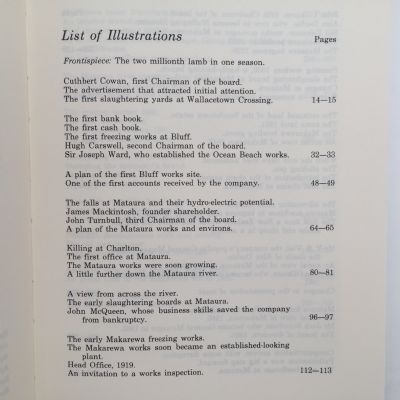 List of Illustrations Pages
Frontispiece: The two millionth lamb in one season.
Cuthbert Cowan, first Chairman of the board.
The advertisement that attracted initial attention.
The first slaughtering yards at Wallacetown Crossing. 14—15
The first bank book.
The first cash book.
The first freezing works at Bluff.
Hugh Carswell, second Chairman of the board.
Sir Joseph Ward, who established the Ocean Beach works. 32—33
A plan of the first Bluff works site.
One of the first accounts received by the company. 48—49
The falls at Mataura and their hydro-electric potential.
James Mackintosh, founder shareholder.
John Turnbull, third Chairman of the board.
A plan of the Mataura works and environs. 64—65
Killing at Charlton.
The first office at Mataura.
The Mataura works were soon growing.
A little further down the Mataura river. 80—81
A view from across the river.
The early slaughtering boards at Mataura.
John McQueen, whose business skills saved the company
from bankruptcy. 96—97
The early Makarewa freezing works.
The Makarewa works soon became an established-looking
plant.
Head Office, 1919.
An invitation to a works inspection. 112—113